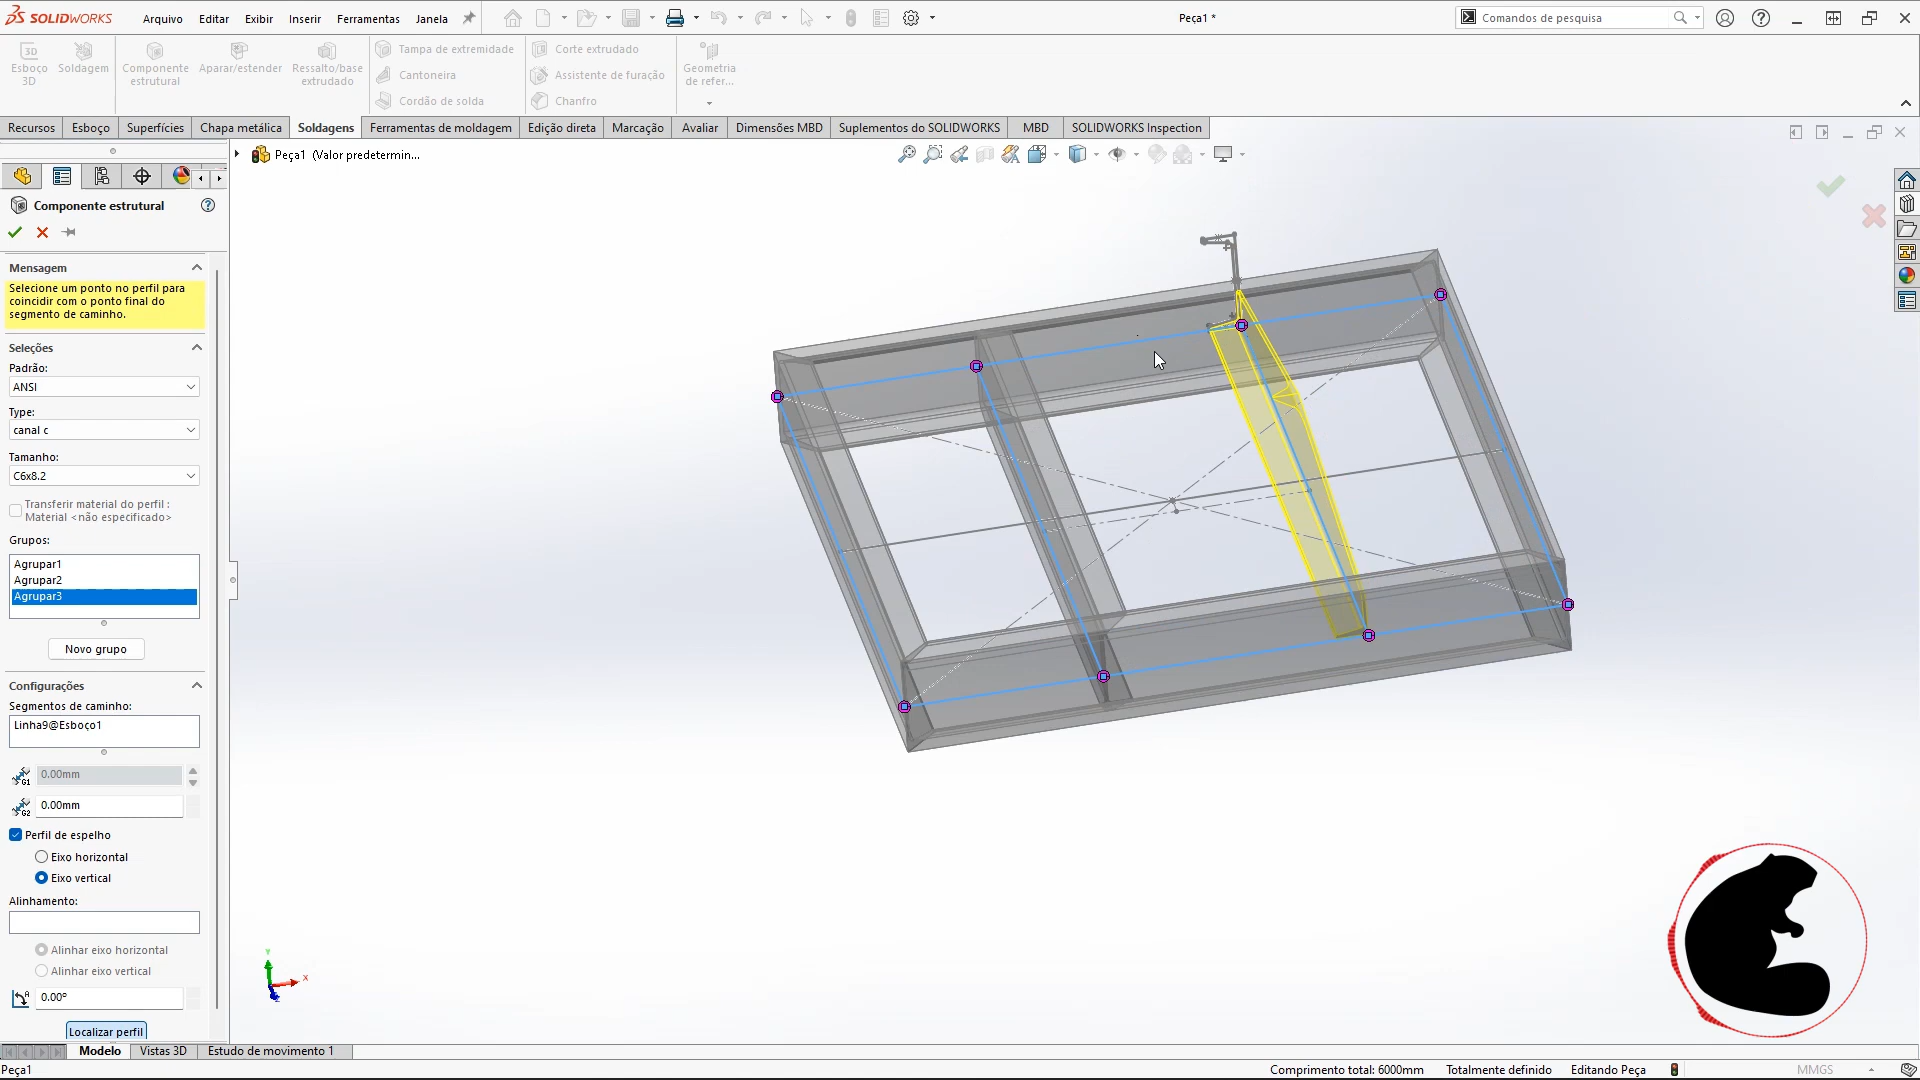 SOLIDWORKS Arquivo Editar Exibir Inserir Ferramentas Janela Peça1 * Comandos de pesquisa
3D
Esboço 3D
Soldagem
Componente estrutural
Aparar/estender
Ressalto/base extrudado
Tampa de extremidade
Cantoneira
Cordão de solda
Corte extrudado
Assistente de furação
Chanfro
Geometria de refer...
Recursos Esboço Superfícies Chapa metálica Soldagens Ferramentas de moldagem Edição direta Marcação Avaliar Dimensões MBD Suplementos do SOLIDWORKS MBD SOLIDWORKS Inspection
Peça1 (Valor predetermin...
Componente estrutural
Mensagem
Selecione um ponto no perfil para
coincidir com o ponto final do
segmento de caminho.
Seleções
Padrão:
ANSI
Type:
canal c
Tamanho:
C6x8.2
Transferir material do perfil :
Material <não especificado>
Grupos:
Agrupar1
Agrupar2
Agrupar3
Novo grupo
Configurações
Segmentos de caminho:
Linha9@Esboço1
G1 0.00mm
G2 0.00mm
Perfil de espelho
Eixo horizontal
Eixo vertical
Alinhamento:
Alinhar eixo horizontal
Alinhar eixo vertical
0.00º
Localizar perfil
Y
X
Modelo Vistas 3D Estudo de movimento 1
Peça1 Comprimento total: 6000mm Totalmente definido Editando Peça MMGS